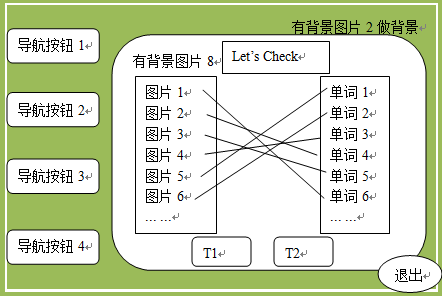 有背景图片 2 做背景
导航按钮 1
导航按钮 2
导航按钮 3
导航按钮 4
有背景图片 8
Let’s Check
图片 1
图片 2
图片 3
图片 4
图片 5
图片 6
... ...
单词 1
单词 2
单词 3
单词 4
单词 5
单词 6
... ...
T1
T2
退出